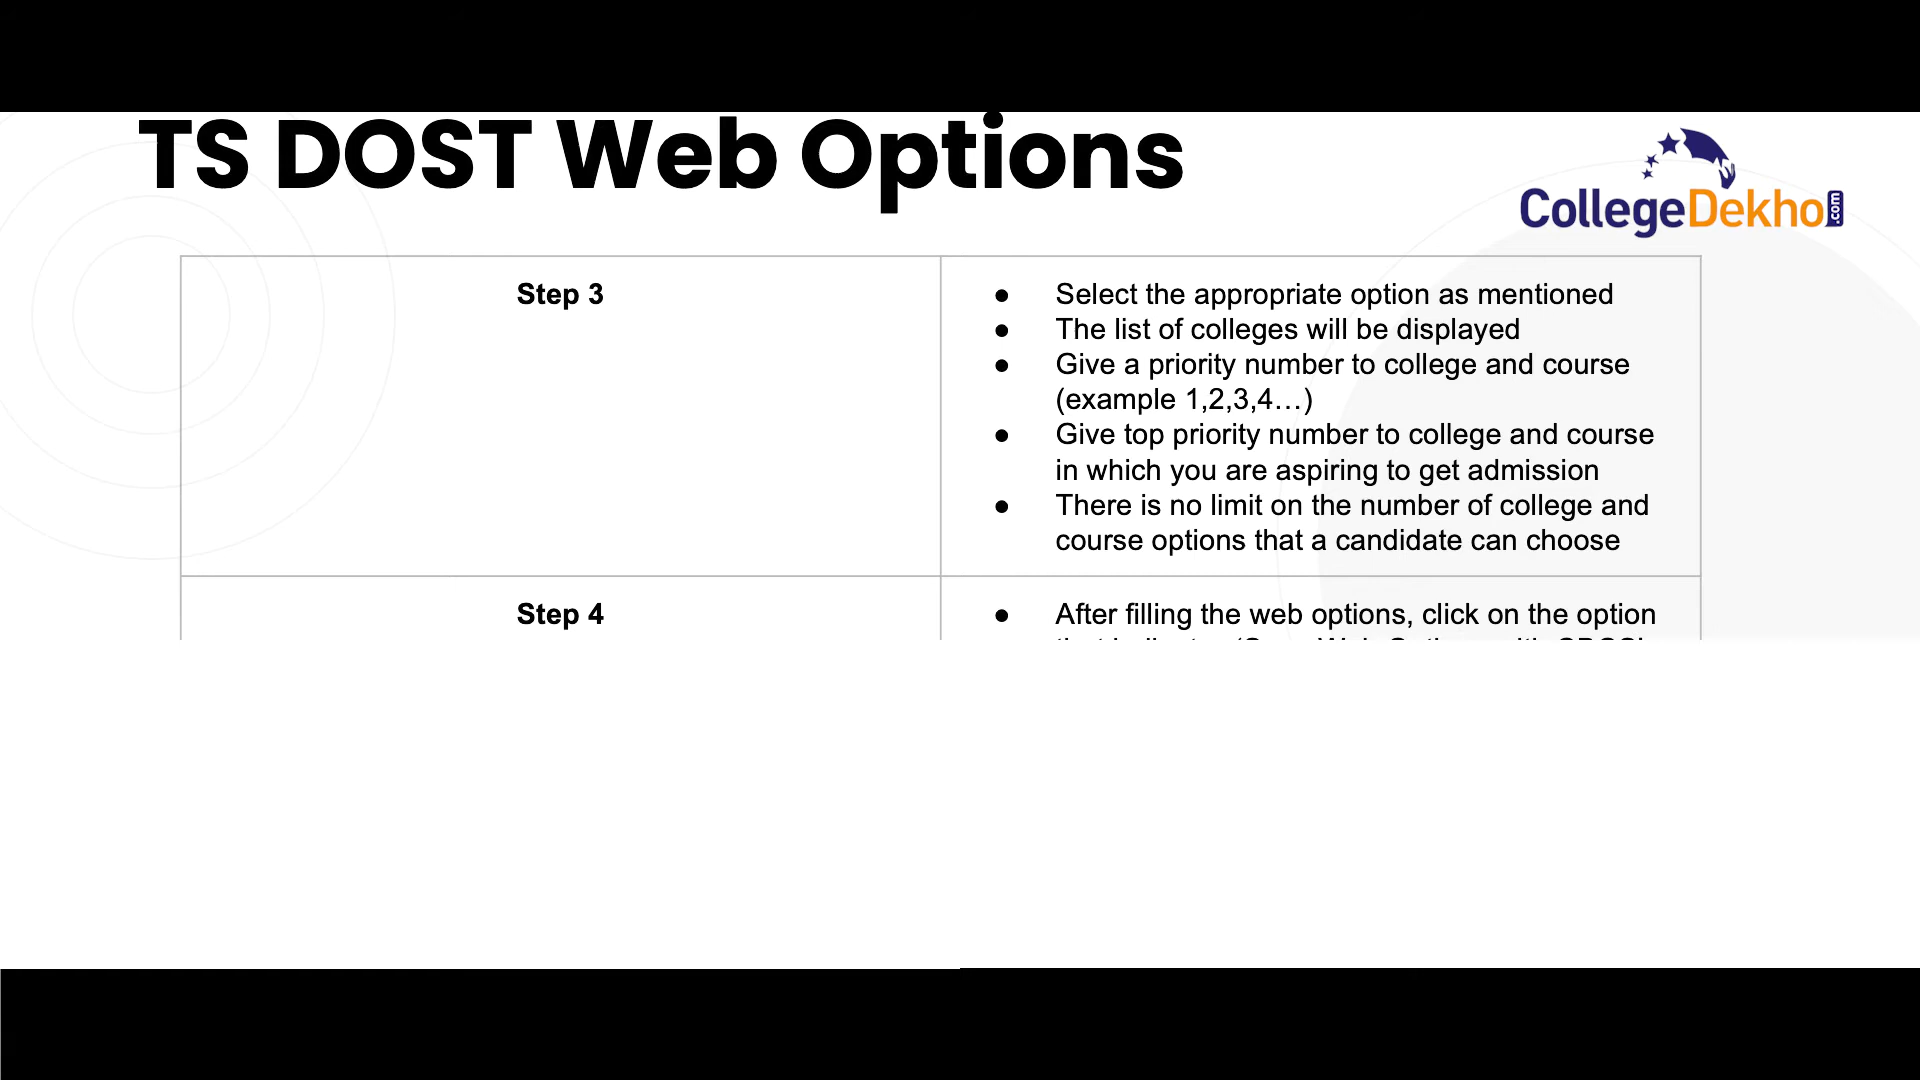 TS DOST Web Options
CollegeDekho.com
Step 3
● Select the appropriate option as mentioned
● The list of colleges will be displayed
● Give a priority number to college and course
(example 1,2,3,4…)
● Give top priority number to college and course
in which you are aspiring to get admission
● There is no limit on the number of college and
course options that a candidate can choose
Step 4
● After filling the web options, click on the option